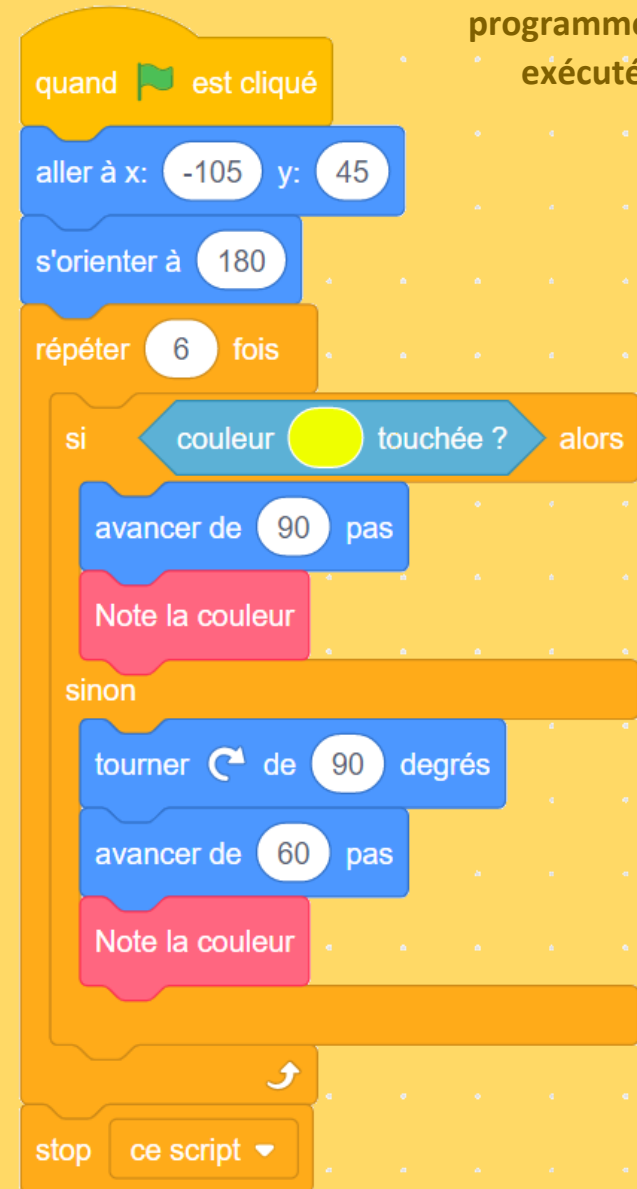 programme
exécuté
quand est cliqué
aller à x: -105 y: 45
s'orienter à 180
répéter 6 fois
si couleur touchée ? alors
avancer de 90 pas
Note la couleur
sinon
tourner de 90 degrés
avancer de 60 pas
Note la couleur
stop ce script